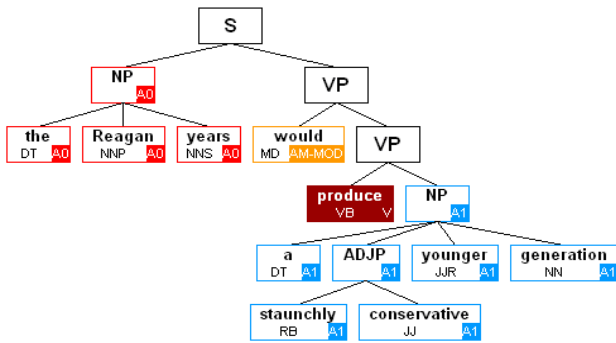 S
NP
A0
VP
the
DT A0
Reagan
NNP A0
years
NNS A0
would
MD AM-MOD
VP
produce
VB V
NP
A1
a
DT A1
ADJP
A1
younger
JJR A1
generation
NN A1
staunchly
RB A1
conservative
JJ A1